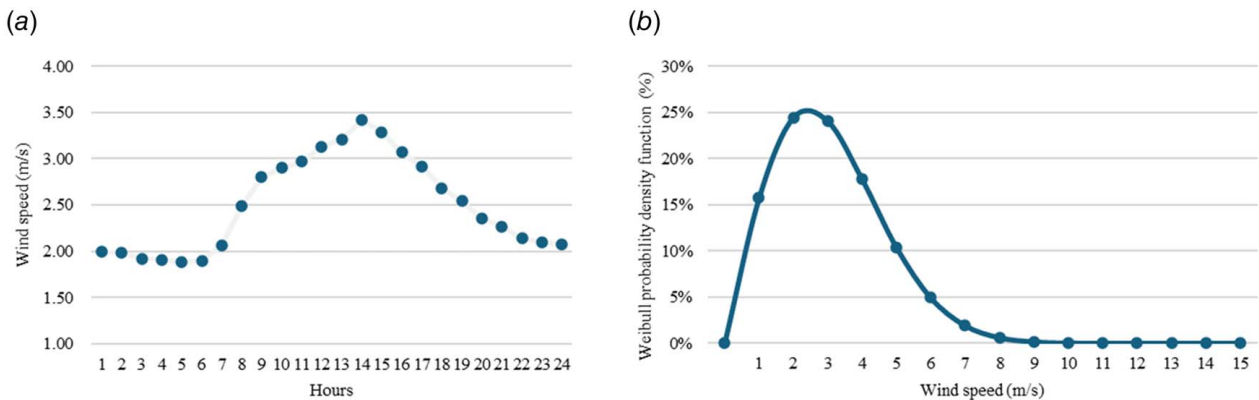 (a)
4.00
3.50
3.00
2.50
2.00
1.50
1.00
Wind speed (m/s)
1 2 3 4 5 6 7 8 9 10 11 12 13 14 15 16 17 18 19 20 21 22 23 24
Hours
(b)
30%
25%
20%
15%
10%
5%
0%
Weibull probability density function (%)
1 2 3 4 5 6 7 8 9 10 11 12 13 14 15
Wind speed (m/s)